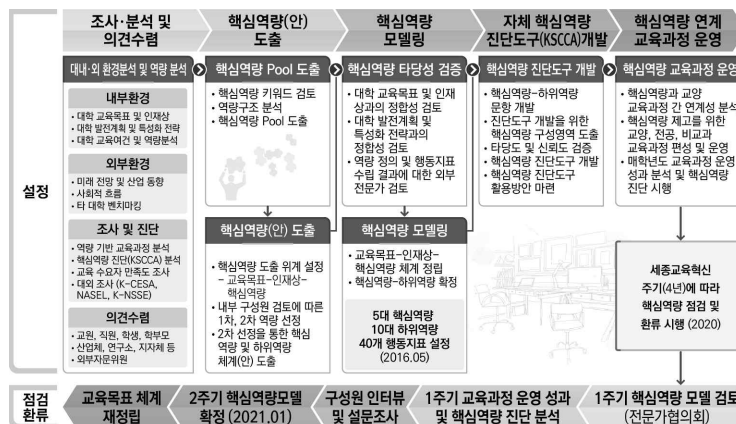 조사·분석 및
의견수렴
핵심역량(안)
도출
핵심역량
모델링
자체 핵심역량
진단도구(KSCCA)개발
핵심역량 연계
교육과정 운영
설정
대내·외 환경분석 및 역량 분석
내부환경
• 대학 교육목표 및 인재상
• 대학 발전계획 및 특성화 전략
• 대학 교육여건 및 역량분석
외부환경
• 미래 전망 및 산업 동향
• 사회적 흐름
• 타 대학 벤치마킹
조사 및 진단
• 역량 기반 교육과정 분석
• 핵심역량 진단(KSCCA) 분석
• 교육 수요자 만족도 조사
• 대외 조사 (K-CESA,
NASEL, K-NSSE)
의견수렴
• 교원, 직원, 학생, 학부모
• 산업체, 연구소, 지자체 등
• 외부자문위원
핵심역량 Pool 도출
• 핵심역량 키워드 검토
• 역량구조 분석
• 핵심역량 Pool 도출
핵심역량(안) 도출
• 핵심역량 도출 위계 설정
- 교육목표-인재상-
핵심역량
• 내부 구성원 검토에 따른
1차, 2차 역량 선정
• 2차 선정을 통한 핵심
역량 및 하위역량
체계(안) 도출
핵심역량 타당성 검증
• 대학 교육목표 및 인재
상과의 정합성 검토
• 대학 발전계획 및
특성화 전략과의
정합성 검토
• 역량 정의 및 행동지표
수립 결과에 대한 외부
전문가 검토
핵심역량 모델링
• 교육목표-인재상-
핵심역량 체계 정립
• 핵심역량-하위역량 확정
5대 핵심역량
10대 하위역량
40개 행동지표 설정
(2016.05)
핵심역량 진단도구 개발
• 핵심역량-하위역량
문항 개발
• 진단도구 개발을 위한
핵심역량 구성영역 도출
• 타당도 및 신뢰도 검증
• 핵심역량 진단도구 개발
• 핵심역량 진단도구
활용방안 마련
핵심역량 교육과정 운영
• 핵심역량과 교양
교육과정 간 연계성 분석
• 핵심역량 제고를 위한
교양, 전공, 비교과
교육과정 편성 및 운영
• 매학년도 교육과정 운영
성과 분석 및 핵심역량
진단 시행
세종교육혁신
주기(4년)에 따라
핵심역량 점검 및
환류 시행 (2020)
점검
환류
교육목표 체계
재정립
2주기 핵심역량모델
확정 (2021.01)
구성원 인터뷰
및 설문조사
1주기 교육과정 운영 성과
및 핵심역량 진단 분석
1주기 핵심역량 모델 검토
(전문가협의회)